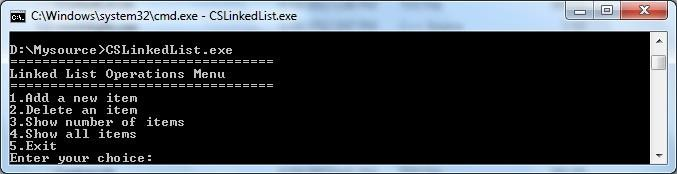 C:\Windows\system32\cmd.exe - CSLinkedList.exe
D:\Mysource>CSLinkedList.exe
===============================
Linked List Operations Menu
===============================
1.Add a new item
2.Delete an item
3.Show number of items
4.Show all items
5.Exit
Enter your choice: